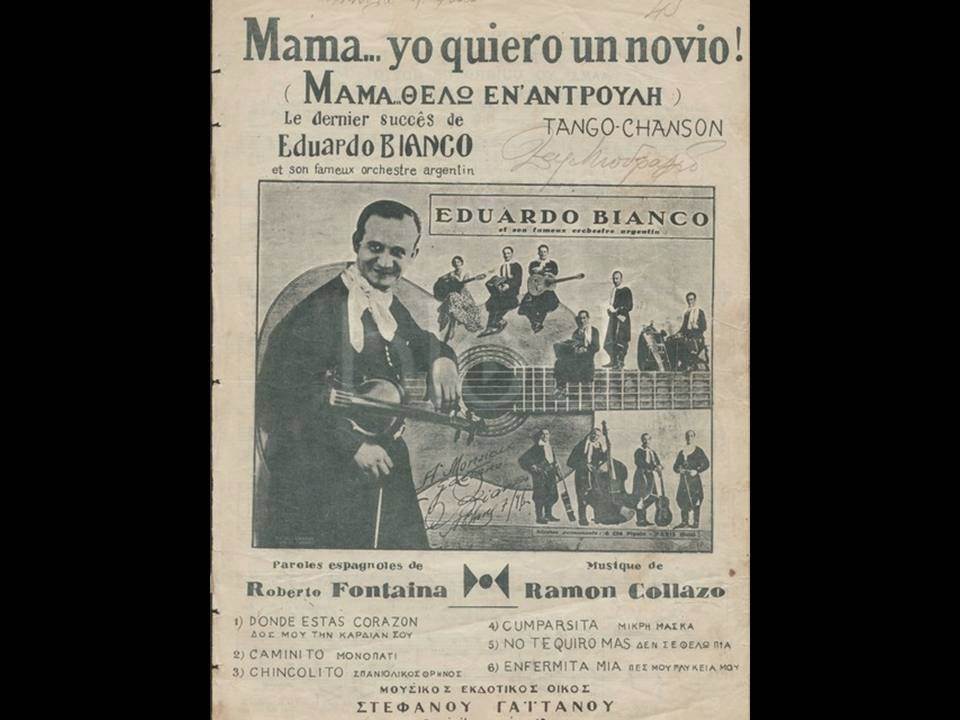 Mama... yo quiero un novio!
( ΜΑΜΑ..ΘΕΛΩ ΕΝ'ΑΝΤΡΟΥΛΗ )
Le dernier succês de
Eduardo BIANCO
et son fameux orchestre argentin
TANGO-CHANSON
EDUARDO BIANCO
et son fameux orchestre argentin
A Monsieur
Paroles espagnoles de
Roberto Fontaina
Musique de
Ramon Collazo
1) DONDE ESTAS CORAZON
ΔΟΣ ΜΟΥ ΤΗΝ ΚΑΡΔΙΑΝ ΣΟΥ
2) CAMINITO ΜΟΝΟΠΑΤΙ
3) CHINCOLITO ΣΠΑΝΙΟΛΙΚΟΣ ΘΡΗΝΟΣ
4) CUMPARSITA ΜΙΚΡΗ ΜΑΣΚΑ
5) NO TE QUIRO MAS ΔΕΝ ΣΕ ΘΕΛΩ ΠΙΑ
6) ENFERMITA MIA ΠΕΣ ΜΟΥ ΓΛΥΚΕΙΑ ΜΟΥ
ΜΟΥΣΙΚΟΣ ΕΚΔΟΤΙΚΟΣ ΟΙΚΟΣ
ΣΤΕΦΑΝΟΥ ΓΑΪΤΑΝΟΥ